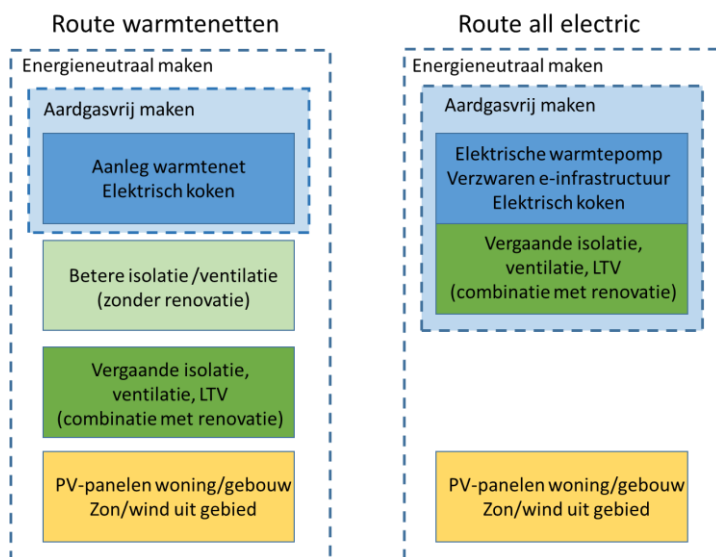 Route warmtenetten
Energieneutraal maken
Aardgasvrij maken
Aanleg warmtenet
Elektrisch koken
Betere isolatie/ventilatie
(zonder renovatie)
Vergaande isolatie,
ventilatie, LTV
(combinatie met renovatie)
PV-panelen woning/gebouw
Zon/wind uit gebied
Route all electric
Energieneutraal maken
Aardgasvrij maken
Elektrische warmtepomp
Verzwaren e-infrastructuur
Elektrisch koken
Vergaande isolatie,
ventilatie, LTV
(combinatie met renovatie)
PV-panelen woning/gebouw
Zon/wind uit gebied